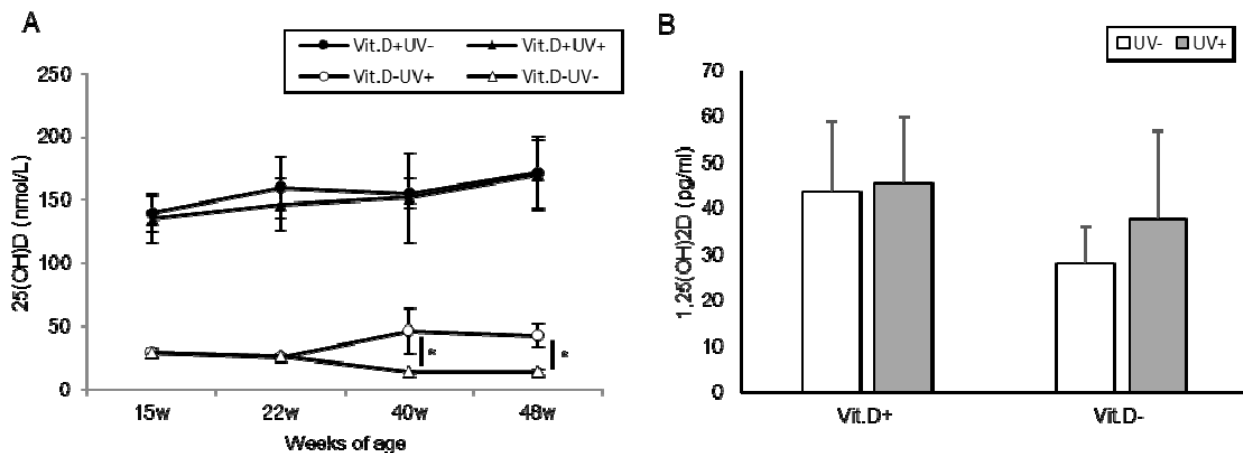 A
Vit.D+UV-
Vit.D+UV+
Vit.D-UV+
Vit.D-UV-
250
200
150
100
50
0
25(OH)D (nmol/L)
*
*
15w
22w
40w
48w
Weeks of age
B
UV-
UV+
70
60
50
40
30
20
10
0
1,25(OH)2D (pg/ml)
Vit.D+
Vit.D-